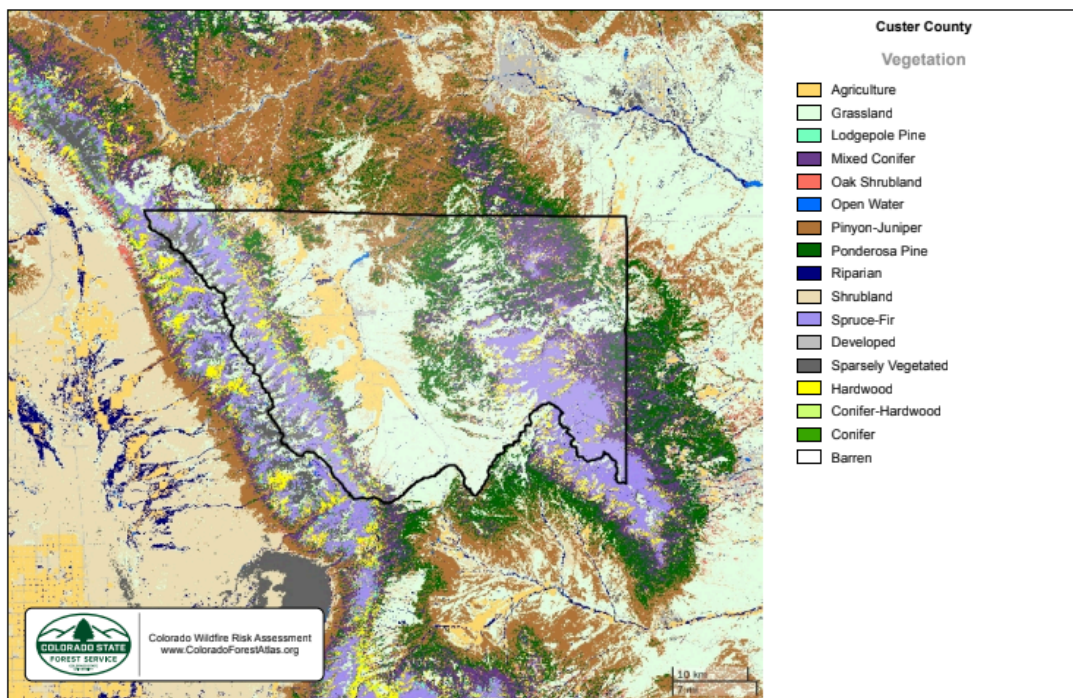 Custer County
Vegetation
Agriculture
Grassland
Lodgepole Pine
Mixed Conifer
Oak Shrubland
Open Water
Pinyon-Juniper
Ponderosa Pine
Riparian
Shrubland
Spruce-Fir
Developed
Sparsely Vegetated
Hardwood
Conifer-Hardwood
Conifer
Barren
COLORADO STATE
FOREST SERVICE
Colorado Wildfire Risk Assessment
www.ColoradoForestAtlas.org
10 km
7 mi